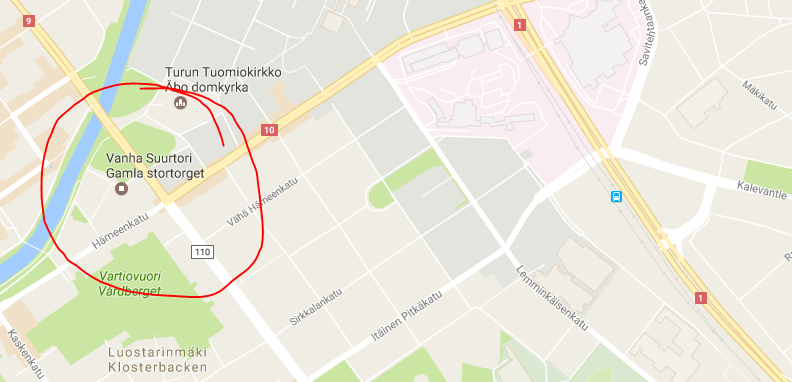 9
1
Turun Tuomiokirkko
Åbo domkyrka
Savitehtaanka
Mäkikatu
10
Vanha Suurtori
Gamla stortorget
Vähä Hämeenkatu
Kalevantie
Hämeenkatu
110
Vartiovuori
Vårdberget
Lemminkäisenkatu
1
Sirkkalankatu
Itäinen Pitkäkatu
Kaskenkatu
Luostarinmäki
Klosterbacken